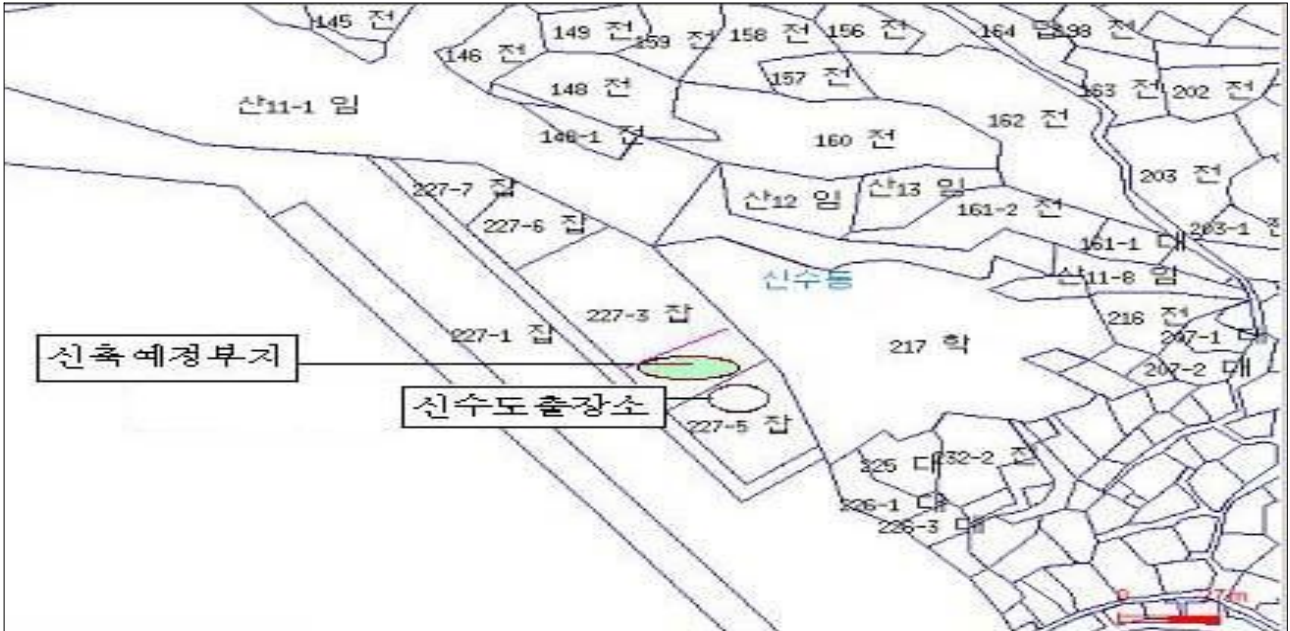 145 전
149 전
159 전
158 전
156 전
164 답
198 전
146 전
157 전
163 전
202 전
148 전
산11-1 임
162 전
146-1 전
160 전
203 전
227-7 잡
산12 임
산13 임
161-2 전
227-6 잡
203-1 전
161-1 대
신수동
산11-8 임
227-3 잡
216 전
227-1 잡
207-1 대
217 학
신축예정부지
207-2 대
신수도출장소
227-5 잡
225 대
232-2 전
226-1 대
226-3 대
0
27m